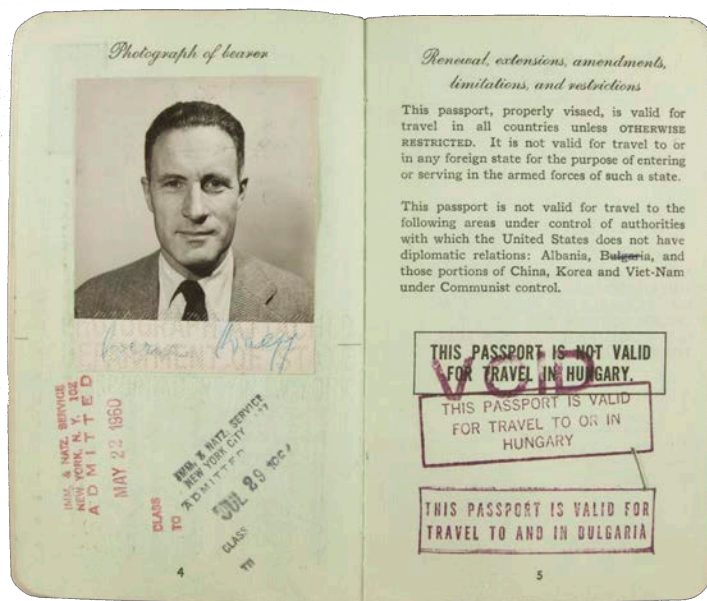 Photograph of bearer
IMM. & NATZ. SERVICE
NEW YORK, N. Y. 102
ADMITTED
MAY 22 1960
CLASS
TO
IMM. & NATZ. SERVICE
NEW YORK CITY
ADMITTED
JUL 29
CLASS
4
Renewal, extensions, amendments,
limitations, and restrictions
This passport, properly visaed, is valid for
travel in all countries unless OTHERWISE
RESTRICTED. It is not valid for travel to or
in any foreign state for the purpose of entering
or serving in the armed forces of such a state.
This passport is not valid for travel to the
following areas under control of authorities
with which the United States does not have
diplomatic relations: Albania, Bulgaria, and
those portions of China, Korea and Viet-Nam
under Communist control.
THIS PASSPORT IS NOT VALID
FOR TRAVEL IN HUNGARY.
VOID
THIS PASSPORT IS VALID
FOR TRAVEL TO OR IN
HUNGARY
THIS PASSPORT IS VALID FOR
TRAVEL TO AND IN BULGARIA
5